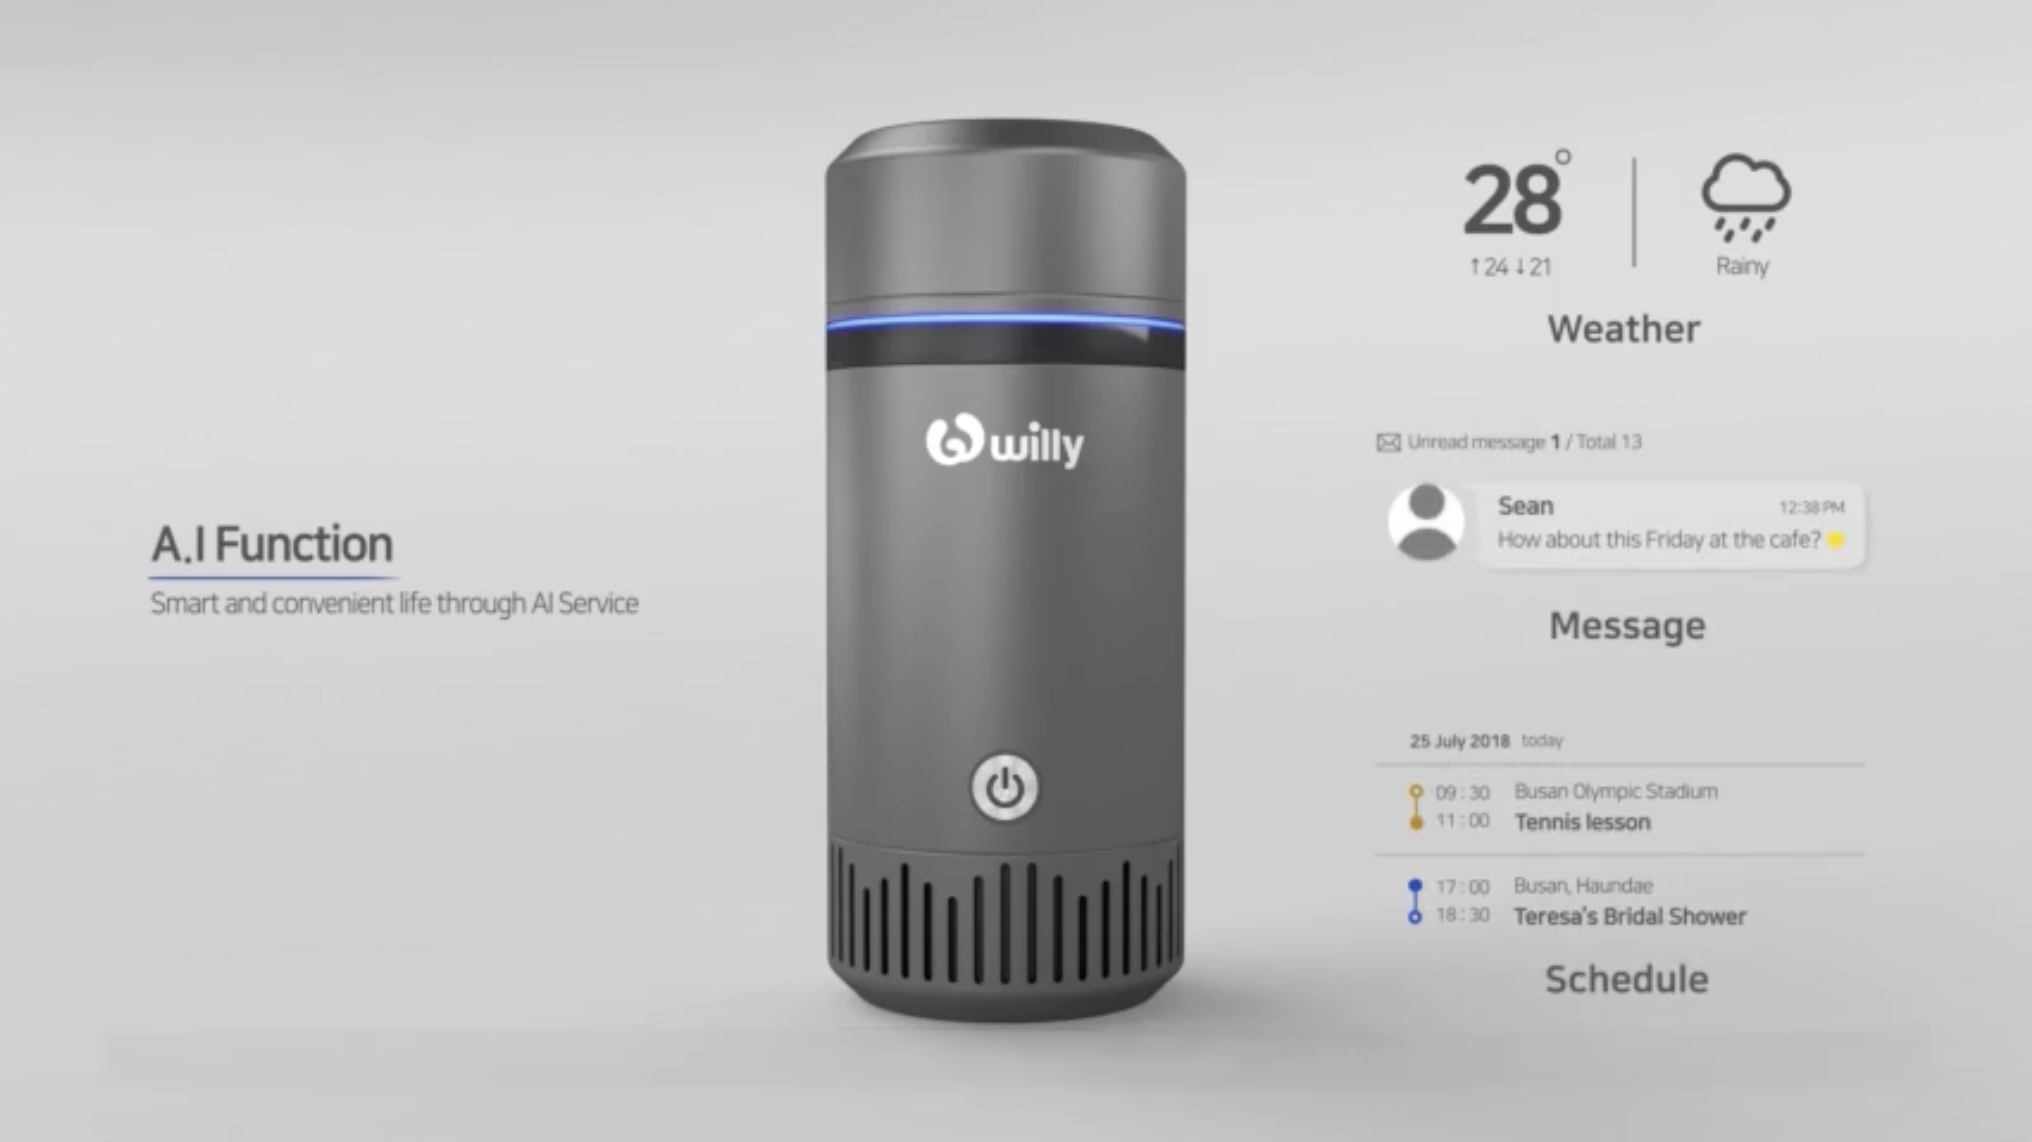 A.I Function
Smart and convenient life through AI Service
willy
28°
↑24 ↓21
Rainy
Weather
Unread message 1 / Total 13
Sean
12:38 PM
How about this Friday at the cafe?
Message
25 July 2018 today
09 : 30 Busan Olympic Stadium
11 : 00 Tennis lesson
17 : 00 Busan, Haundae
18 : 30 Teresa's Bridal Shower
Schedule